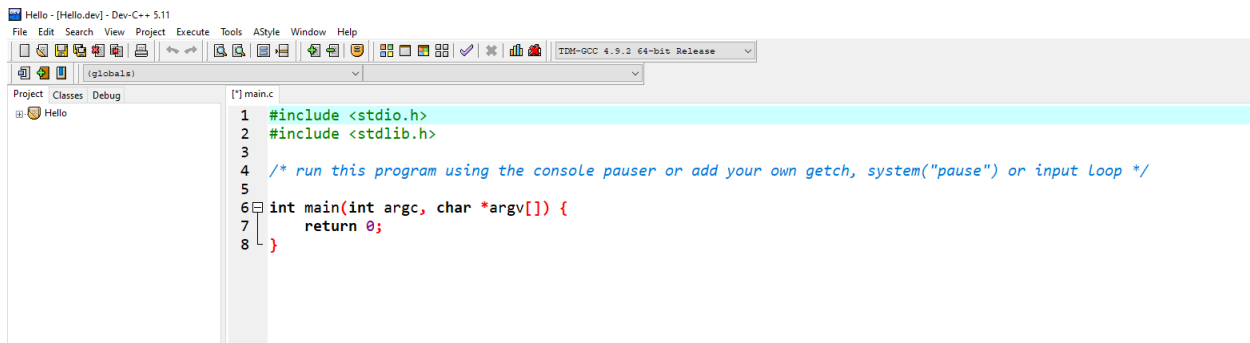 Hello - [Hello.dev] - Dev-C++ 5.11
File Edit Search View Project Execute Tools AStyle Window Help
TDM-GCC 4.9.2 64-bit Release
(globals)
Project Classes Debug
[*] main.c
Hello
1 #include <stdio.h>
2 #include <stdlib.h>
3
4 /* run this program using the console pauser or add your own getch, system("pause") or input loop */
5
6 int main(int argc, char *argv[]) {
7 return 0;
8 }